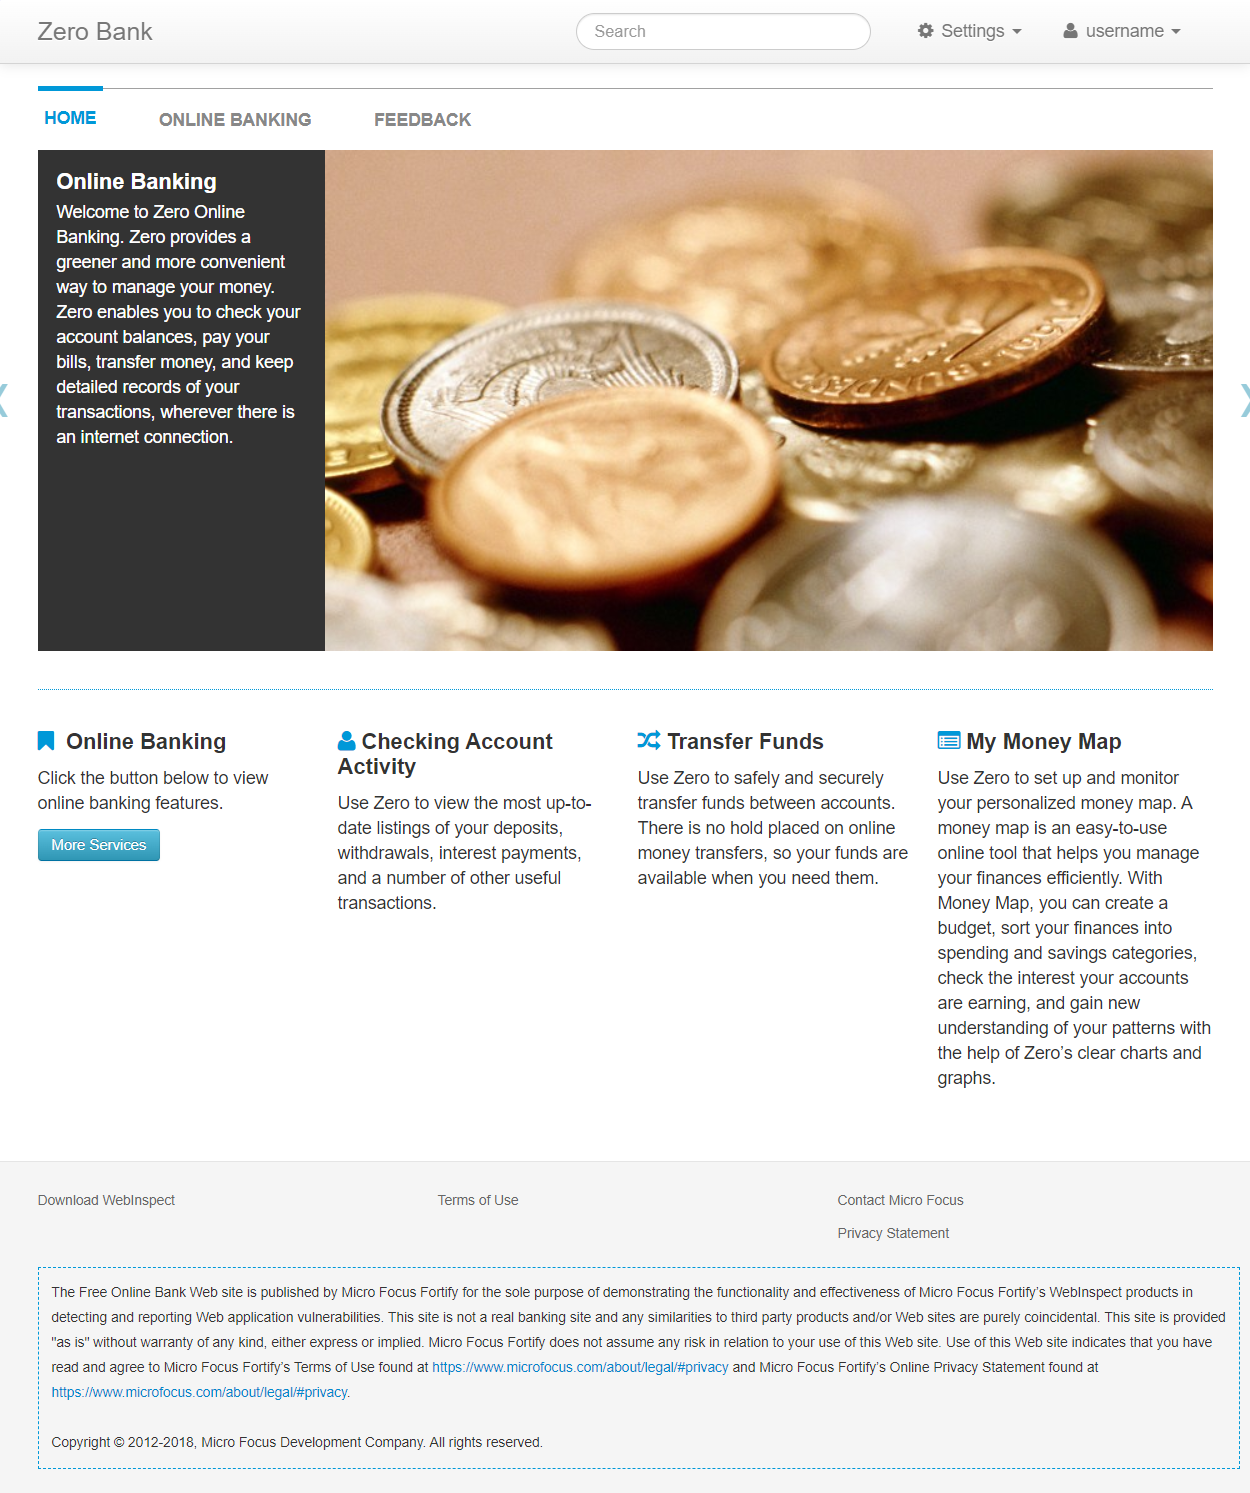 Zero Bank
Search
Settings
username
HOME
ONLINE BANKING
FEEDBACK
Online Banking
Welcome to Zero Online
Banking. Zero provides a
greener and more convenient
way to manage your money.
Zero enables you to check your
account balances, pay your
bills, transfer money, and keep
detailed records of your
transactions, wherever there is
an internet connection.
Online Banking
Click the button below to view
online banking features.
More Services
Checking Account
Activity
Use Zero to view the most up-to-
date listings of your deposits,
withdrawals, interest payments,
and a number of other useful
transactions.
Transfer Funds
Use Zero to safely and securely
transfer funds between accounts.
There is no hold placed on online
money transfers, so your funds are
available when you need them.
My Money Map
Use Zero to set up and monitor
your personalized money map. A
money map is an easy-to-use
online tool that helps you manage
your finances efficiently. With
Money Map, you can create a
budget, sort your finances into
spending and savings categories,
check the interest your accounts
are earning, and gain new
understanding of your patterns with
the help of Zero’s clear charts and
graphs.
Download WebInspect
Terms of Use
Contact Micro Focus
Privacy Statement
The Free Online Bank Web site is published by Micro Focus Fortify for the sole purpose of demonstrating the functionality and effectiveness of Micro Focus Fortify’s WebInspect products in
detecting and reporting Web application vulnerabilities. This site is not a real banking site and any similarities to third party products and/or Web sites are purely coincidental. This site is provided
"as is" without warranty of any kind, either express or implied. Micro Focus Fortify does not assume any risk in relation to your use of this Web site. Use of this Web site indicates that you have
read and agree to Micro Focus Fortify’s Terms of Use found at https://www.microfocus.com/about/legal/#privacy and Micro Focus Fortify’s Online Privacy Statement found at
https://www.microfocus.com/about/legal/#privacy.
Copyright © 2012-2018, Micro Focus Development Company. All rights reserved.